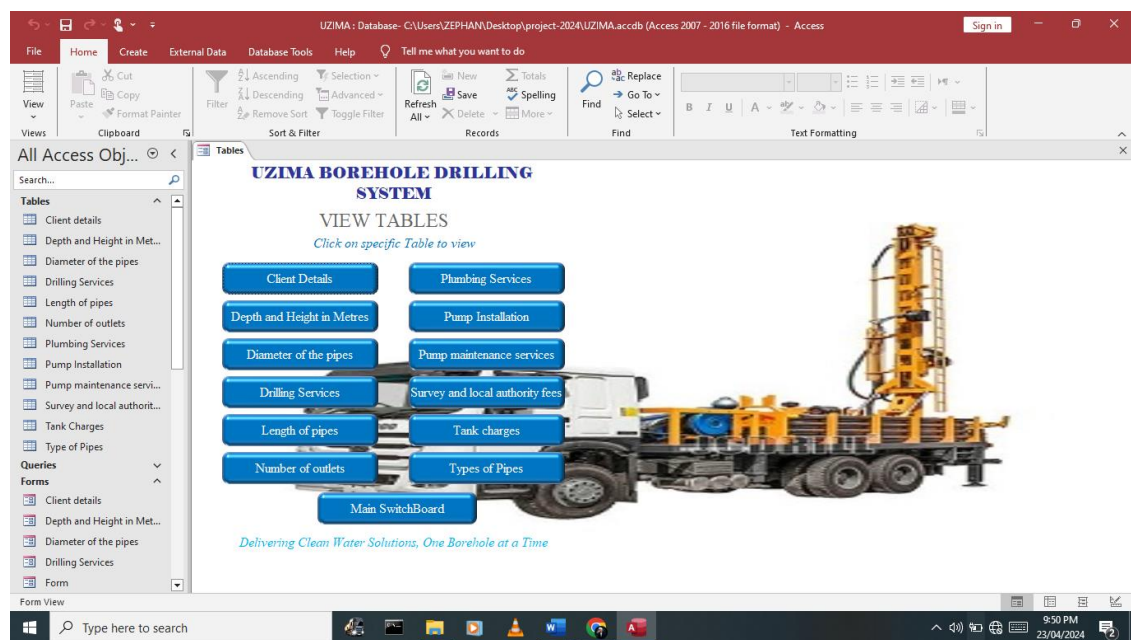 UZIMA : Database- C:\Users\ZEPHAN\Desktop\project-2024\UZIMA.accdb (Access 2007 - 2016 file format) - Access
Sign in
File Home Create External Data Database Tools Help Tell me what you want to do
View
Views
Paste
Cut
Copy
Format Painter
Clipboard
Filter
Ascending
Descending
Remove Sort
Selection
Advanced
Toggle Filter
Sort & Filter
Refresh
All
New
Save
Delete
Totals
Spelling
More
Records
Find
Replace
Go To
Select
Find
B I U A
Text Formatting
All Access Obj...
Search...
Tables
Client details
Depth and Height in Met...
Diameter of the pipes
Drilling Services
Length of pipes
Number of outlets
Plumbing Services
Pump Installation
Pump maintenance servi...
Survey and local authorit...
Tank Charges
Type of Pipes
Queries
Forms
Client details
Depth and Height in Met...
Diameter of the pipes
Drilling Services
Form
Tables
UZIMA BOREHOLE DRILLING
SYSTEM
VIEW TABLES
Click on specific Table to view
Client Details Plumbing Services
Depth and Height in Metres Pump Installation
Diameter of the pipes Pump maintenance services
Drilling Services Survey and local authority fees
Length of pipes Tank charges
Number of outlets Types of Pipes
Main SwitchBoard
Delivering Clean Water Solutions, One Borehole at a Time
Form View
Type here to search
9:50 PM
23/04/2024
2